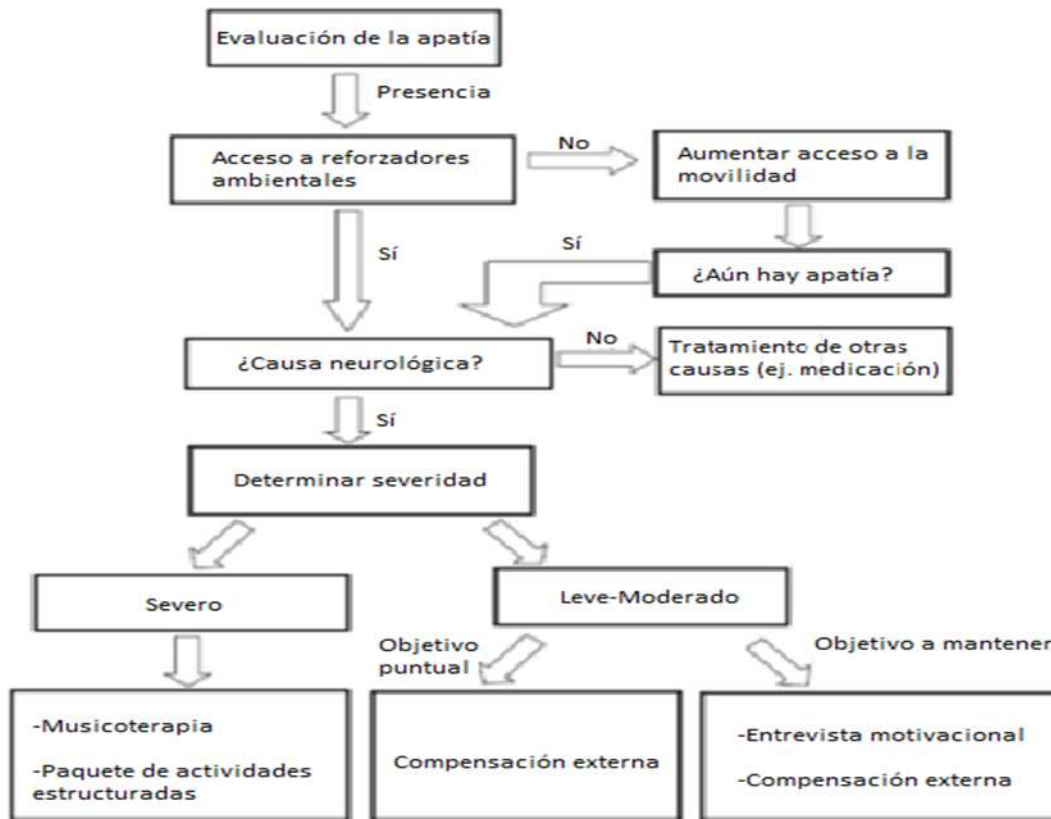 Evaluación de la apatía
Presencia
Acceso a reforzadores
ambientales
No
Aumentar acceso a la
movilidad
Sí
Sí
¿Aún hay apatía?
¿Causa neurológica?
No
Tratamiento de otras
causas (ej. medicación)
Sí
Determinar severidad
Severo
Leve-Moderado
Objetivo
puntual
Objetivo a mantener
-Musicoterapia
-Paquete de actividades
estructuradas
Compensación externa
-Entrevista motivacional
-Compensación externa